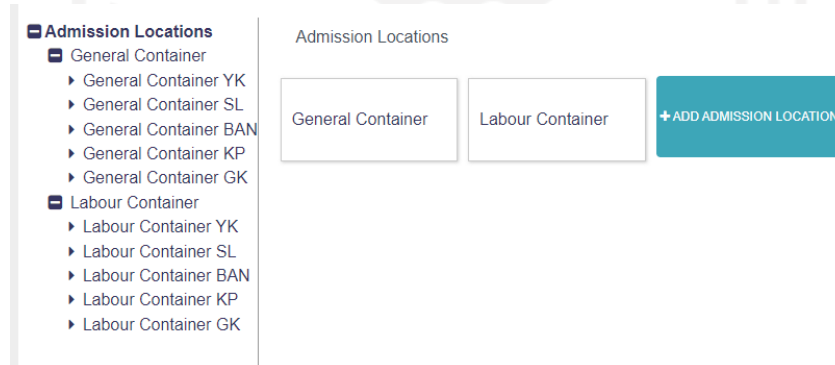 Admission Locations
General Container
General Container YK
General Container SL
General Container BAN
General Container KP
General Container GK
Labour Container
Labour Container YK
Labour Container SL
Labour Container BAN
Labour Container KP
Labour Container GK
Admission Locations
General Container
Labour Container
+ ADD ADMISSION LOCATION